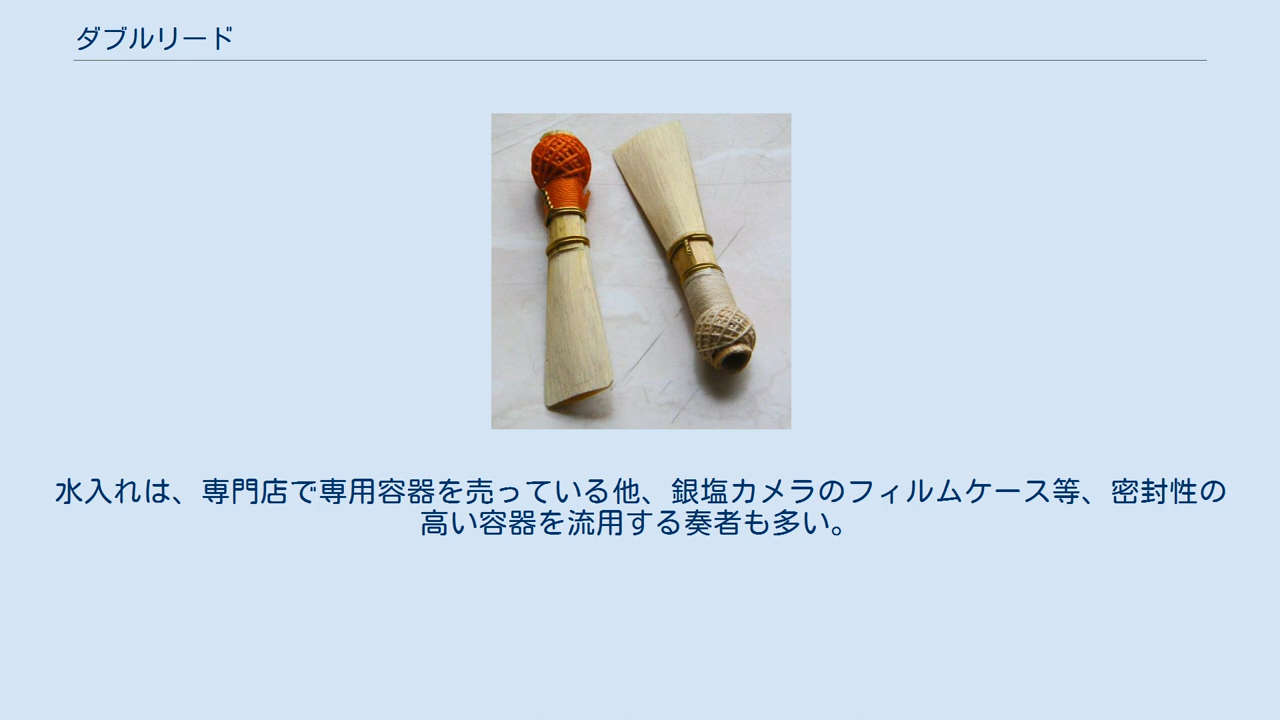 ダブルリード
水入れは、専門店で専用容器を売っている他、銀塩カメラのフィルムケース等、密封性の
高い容器を流用する奏者も多い。